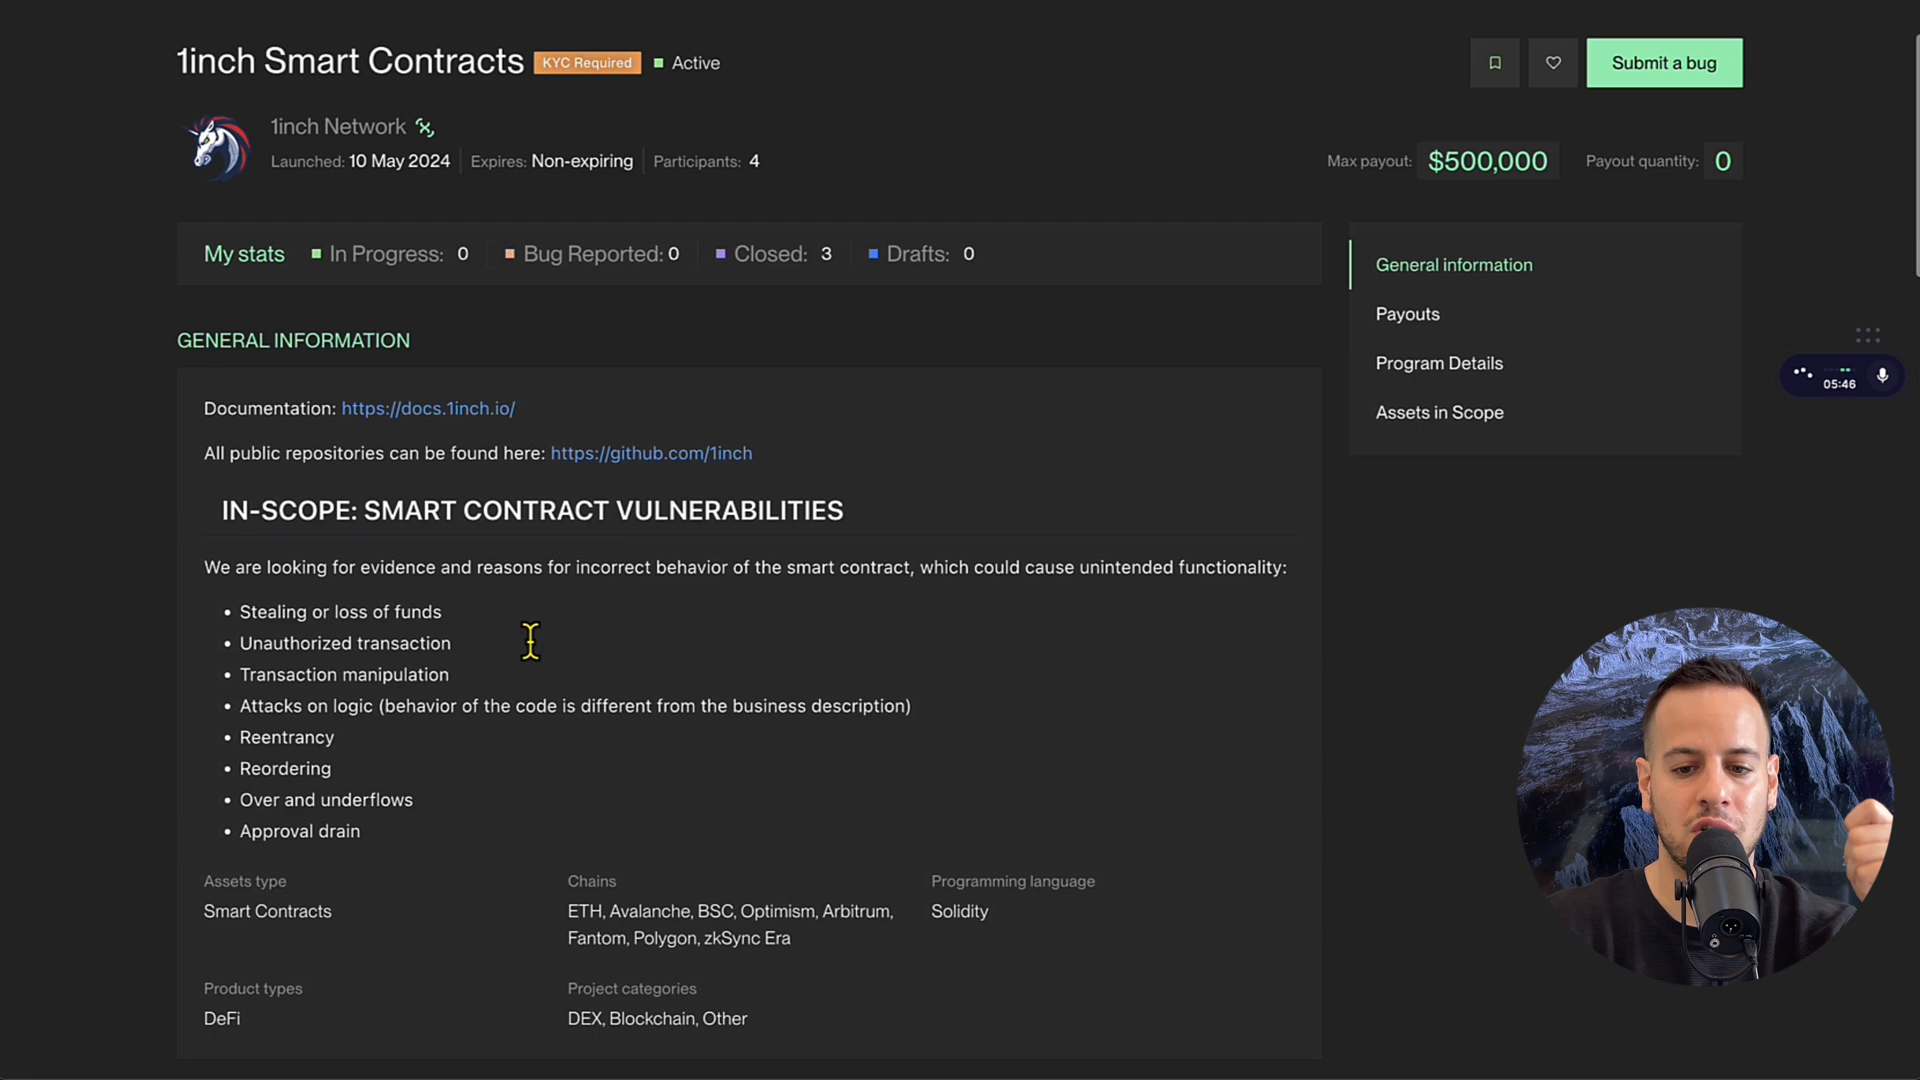 1inch Smart Contracts KYC Required Active Submit a bug
1inch Network
Launched: 10 May 2024 Expires: Non-expiring Participants: 4 Max payout: $500,000 Payout quantity: 0
My stats In Progress: 0 Bug Reported: 0 Closed: 3 Drafts: 0
General information
Payouts
Program Details
Assets in Scope
05:46
GENERAL INFORMATION
Documentation: https://docs.1inch.io/
All public repositories can be found here: https://github.com/1inch
IN-SCOPE: SMART CONTRACT VULNERABILITIES
We are looking for evidence and reasons for incorrect behavior of the smart contract, which could cause unintended functionality:
• Stealing or loss of funds
• Unauthorized transaction
• Transaction manipulation
• Attacks on logic (behavior of the code is different from the business description)
• Reentrancy
• Reordering
• Over and underflows
• Approval drain
Assets type
Smart Contracts
Chains
ETH, Avalanche, BSC, Optimism, Arbitrum,
Fantom, Polygon, zkSync Era
Programming language
Solidity
Product types
DeFi
Project categories
DEX, Blockchain, Other